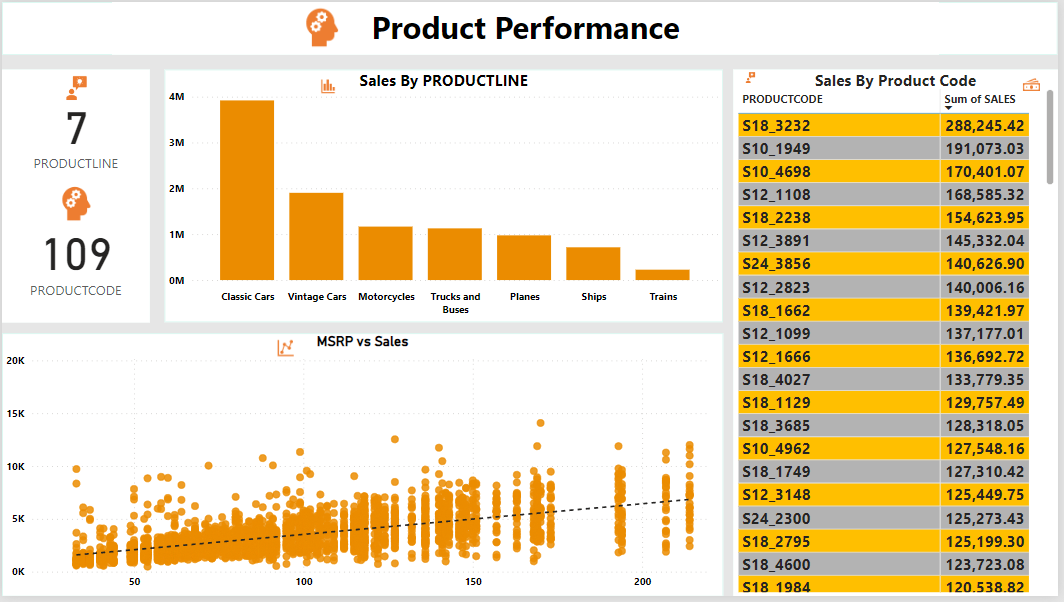 Product Performance
7
PRODUCTLINE
109
PRODUCTCODE
Sales By PRODUCTLINE
4M
3M
2M
1M
0M
Classic Cars Vintage Cars Motorcycles Trucks and Buses Planes Ships Trains
MSRP vs Sales
20K
15K
10K
5K
0K
50 100 150 200
Sales By Product Code
PRODUCTCODE Sum of SALES
S18_3232 288,245.42
S10_1949 191,073.03
S10_4698 170,401.07
S12_1108 168,585.32
S18_2238 154,623.95
S12_3891 145,332.04
S24_3856 140,626.90
S12_2823 140,006.16
S18_1662 139,421.97
S12_1099 137,177.01
S12_1666 136,692.72
S18_4027 133,779.35
S18_1129 129,757.49
S18_3685 128,318.05
S10_4962 127,548.16
S18_1749 127,310.42
S12_3148 125,449.75
S24_2300 125,273.43
S18_2795 125,199.30
S18_4600 123,723.08
S18_1984 120,538.82